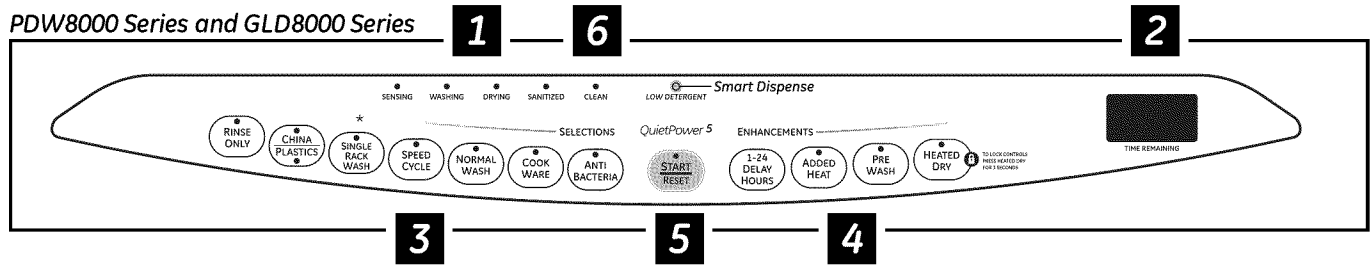 PDW8000 Series and GLD8000 Series
1
6
2
SENSING
WASHING
DRYING
SANITIZED
CLEAN
LOW DETERGENT
Smart Dispense
*
SELECTIONS
QuietPower 5
ENHANCEMENTS
RINSE
ONLY
CHINA
PLASTICS
SINGLE
RACK
WASH
SPEED
CYCLE
NORMAL
WASH
COOK
WARE
ANTI
BACTERIA
START
RESET
1-24
DELAY
HOURS
ADDED
HEAT
PRE
WASH
HEATED
DRY
TO LOCK CONTROLS
PRESS HEATED DRY
FOR 3 SECONDS
TIME REMAINING
3
5
4